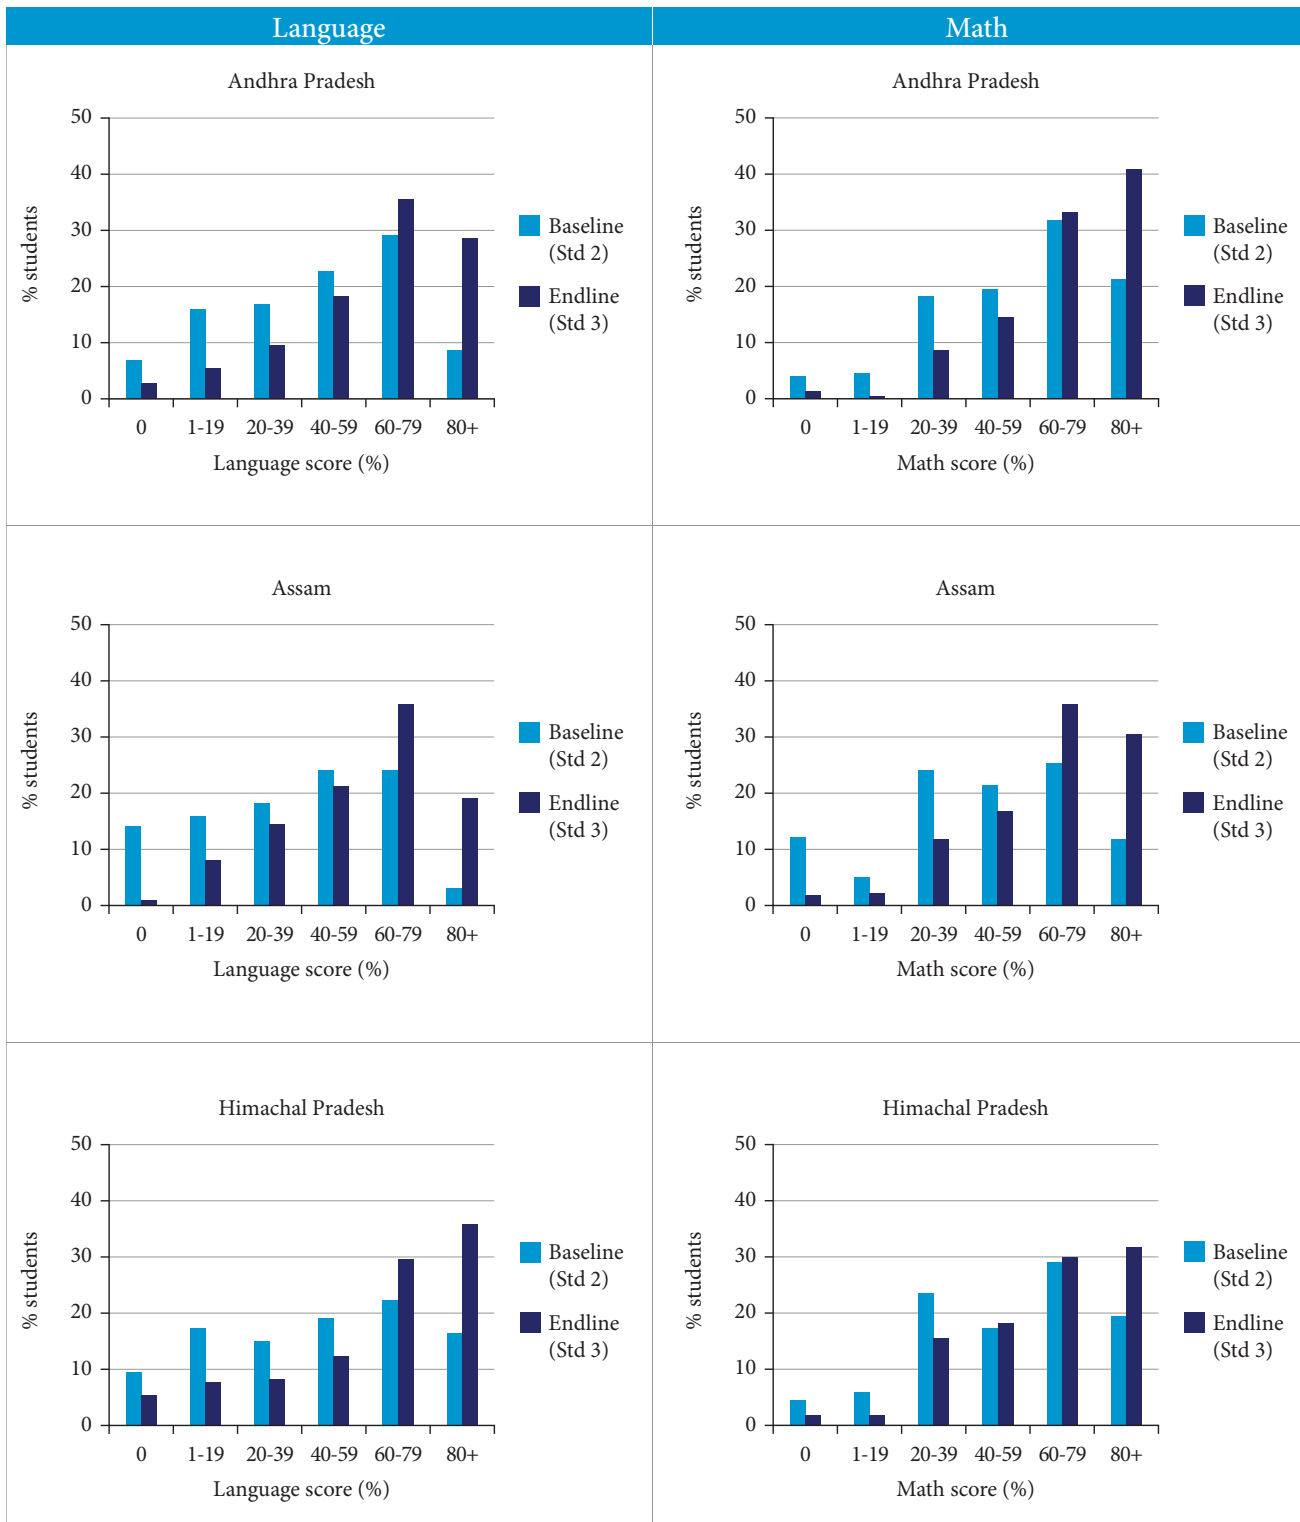 Language
Math
Andhra Pradesh
50
40
30
20
10
0
% students
0 1-19 20-39 40-59 60-79 80+
Language score (%)
Baseline
(Std 2)
Endline
(Std 3)
Andhra Pradesh
50
40
30
20
10
0
% students
0 1-19 20-39 40-59 60-79 80+
Math score (%)
Baseline
(Std 2)
Endline
(Std 3)
Assam
50
40
30
20
10
0
% students
0 1-19 20-39 40-59 60-79 80+
Language score (%)
Baseline
(Std 2)
Endline
(Std 3)
Assam
50
40
30
20
10
0
% students
0 1-19 20-39 40-59 60-79 80+
Math score (%)
Baseline
(Std 2)
Endline
(Std 3)
Himachal Pradesh
50
40
30
20
10
0
% students
0 1-19 20-39 40-59 60-79 80+
Language score (%)
Baseline
(Std 2)
Endline
(Std 3)
Himachal Pradesh
50
40
30
20
10
0
% students
0 1-19 20-39 40-59 60-79 80+
Math score (%)
Baseline
(Std 2)
Endline
(Std 3)